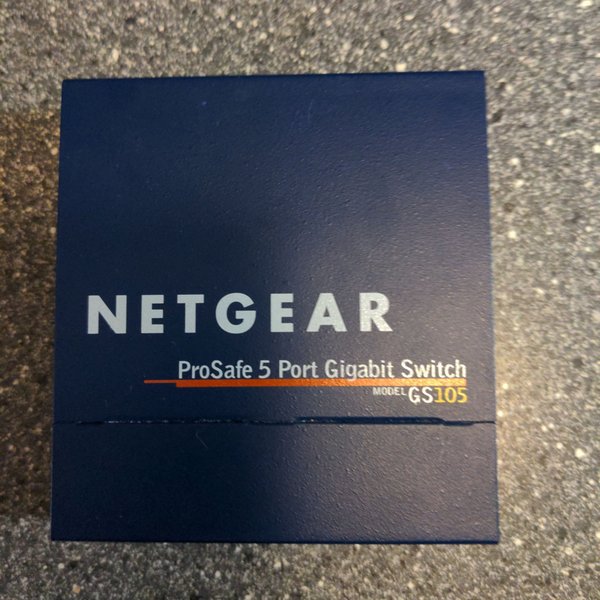 NETGEAR
ProSafe 5 Port Gigabit Switch
MODEL GS105